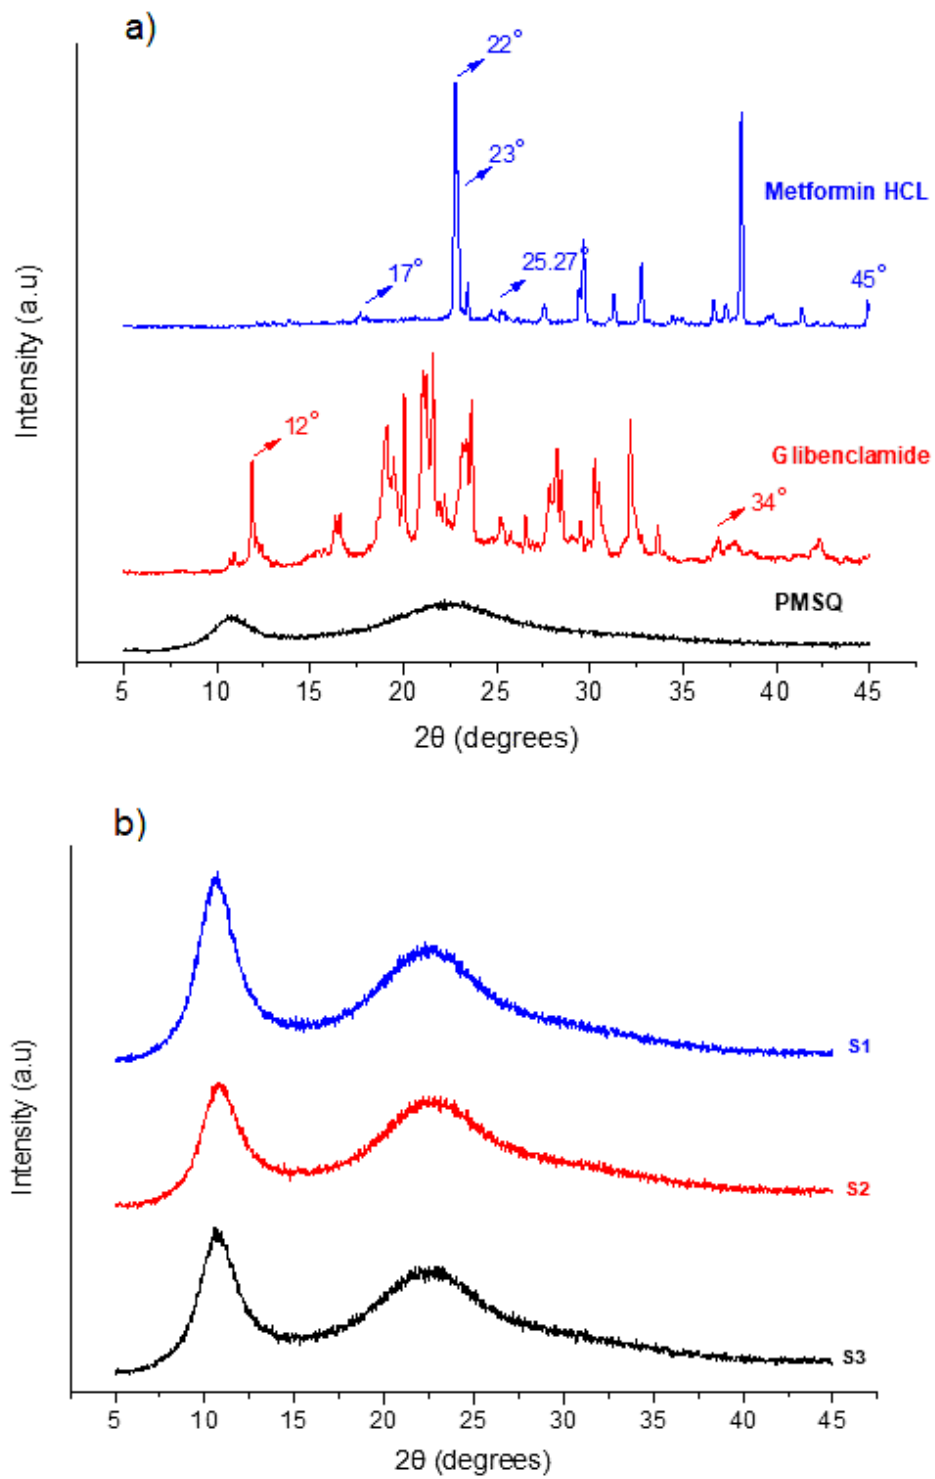 a)
22°
23°
Metformin HCL
17°
25.27°
45°
12°
Glibenclamide
34°
PMSQ
Intensity (a.u)
5 10 15 20 25 30 35 40 45
2θ (degrees)
b)
S1
S2
S3
Intensity (a.u)
5 10 15 20 25 30 35 40 45
2θ (degrees)